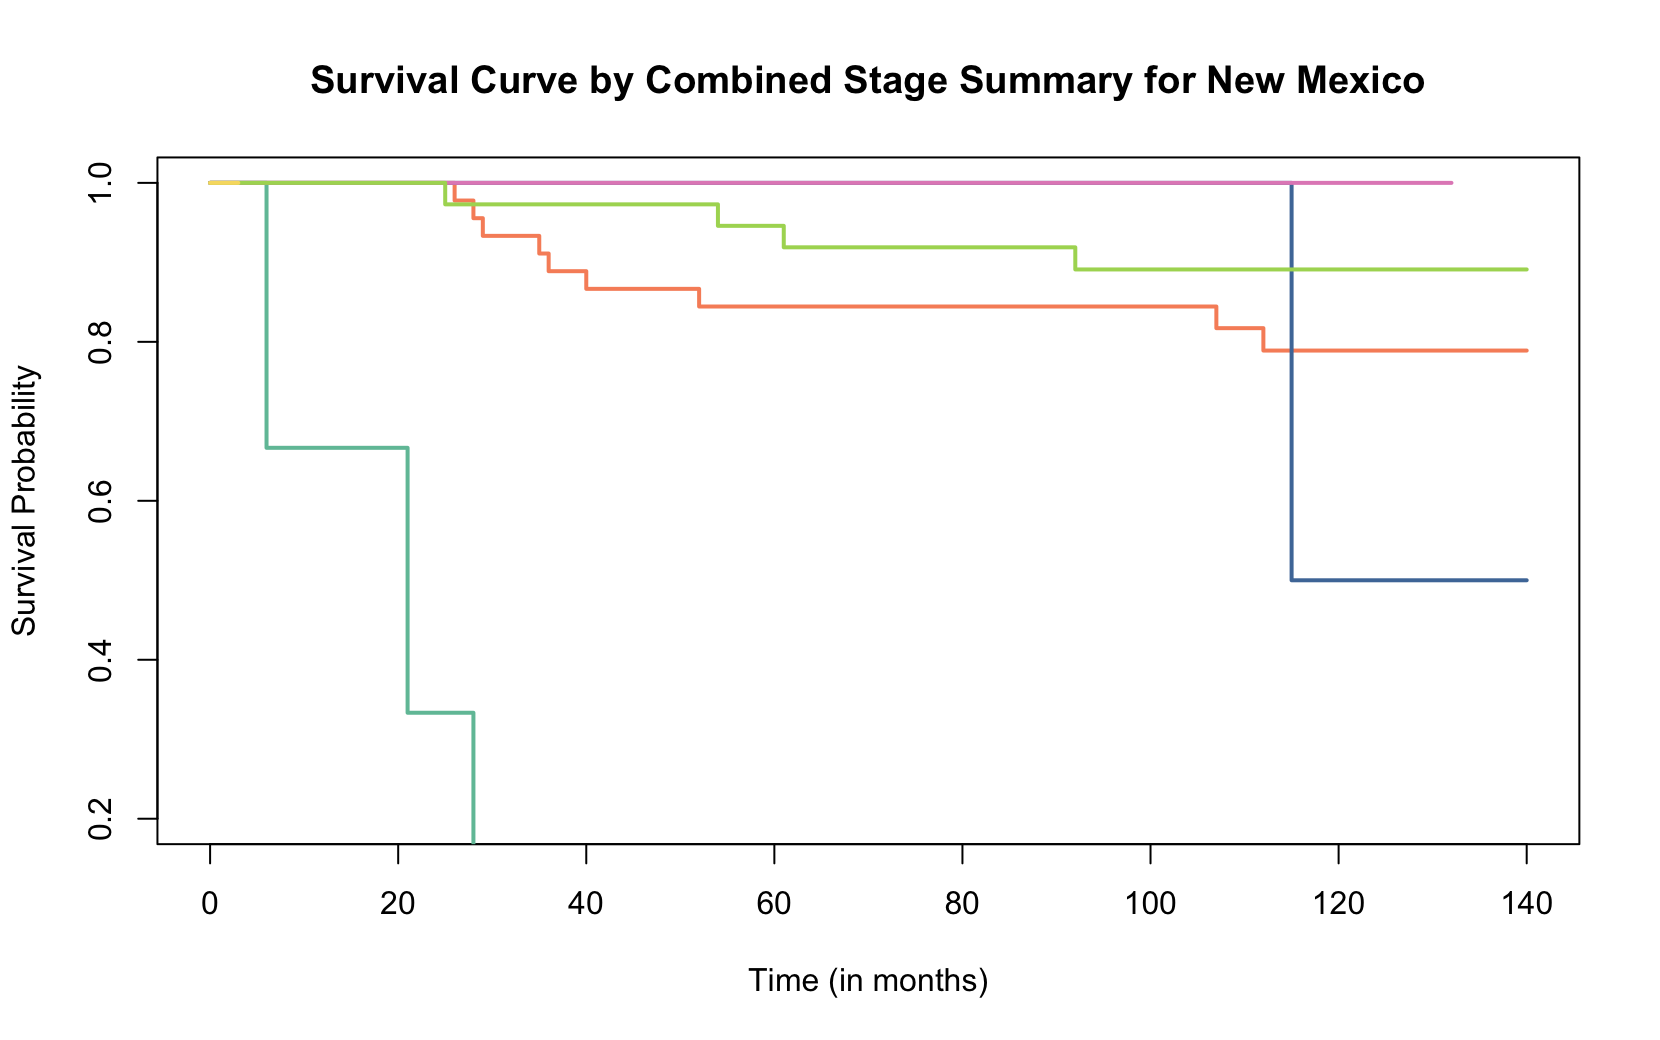 Survival Curve by Combined Stage Summary for New Mexico
1.0
0.8
0.6
0.4
0.2
Survival Probability
0 20 40 60 80 100 120 140
Time (in months)